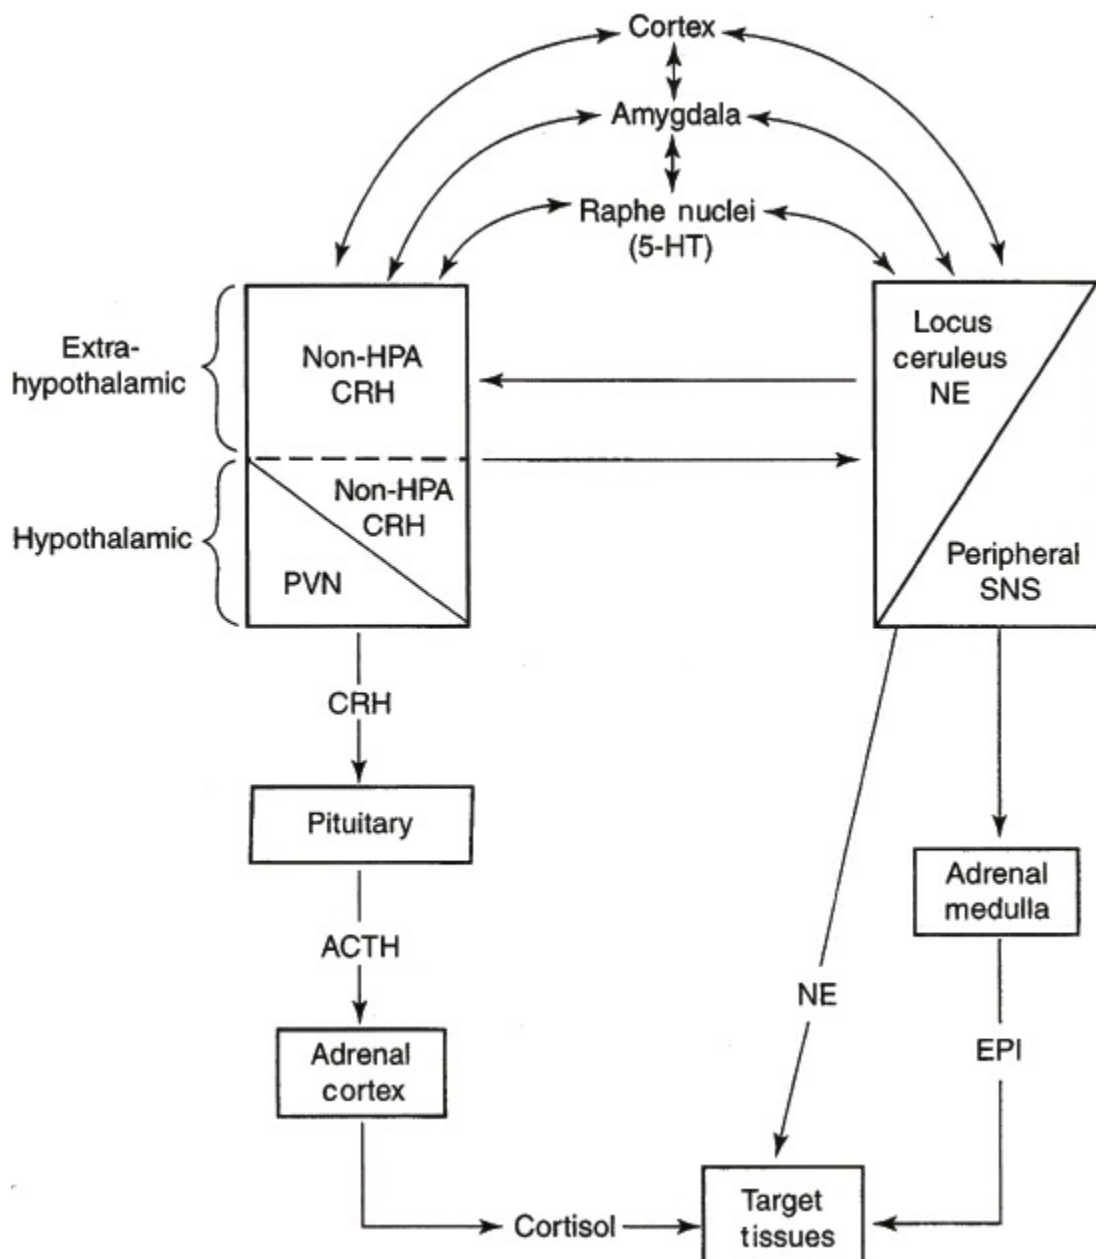 Cortex
Amygdala
Raphe nuclei
(5-HT)
Extra-
hypothalamic
Non-HPA
CRH
Locus
ceruleus
NE
Hypothalamic
Non-HPA
CRH
PVN
Peripheral
SNS
CRH
Pituitary
Adrenal
medulla
ACTH
NE
EPI
Adrenal
cortex
Cortisol
Target
tissues